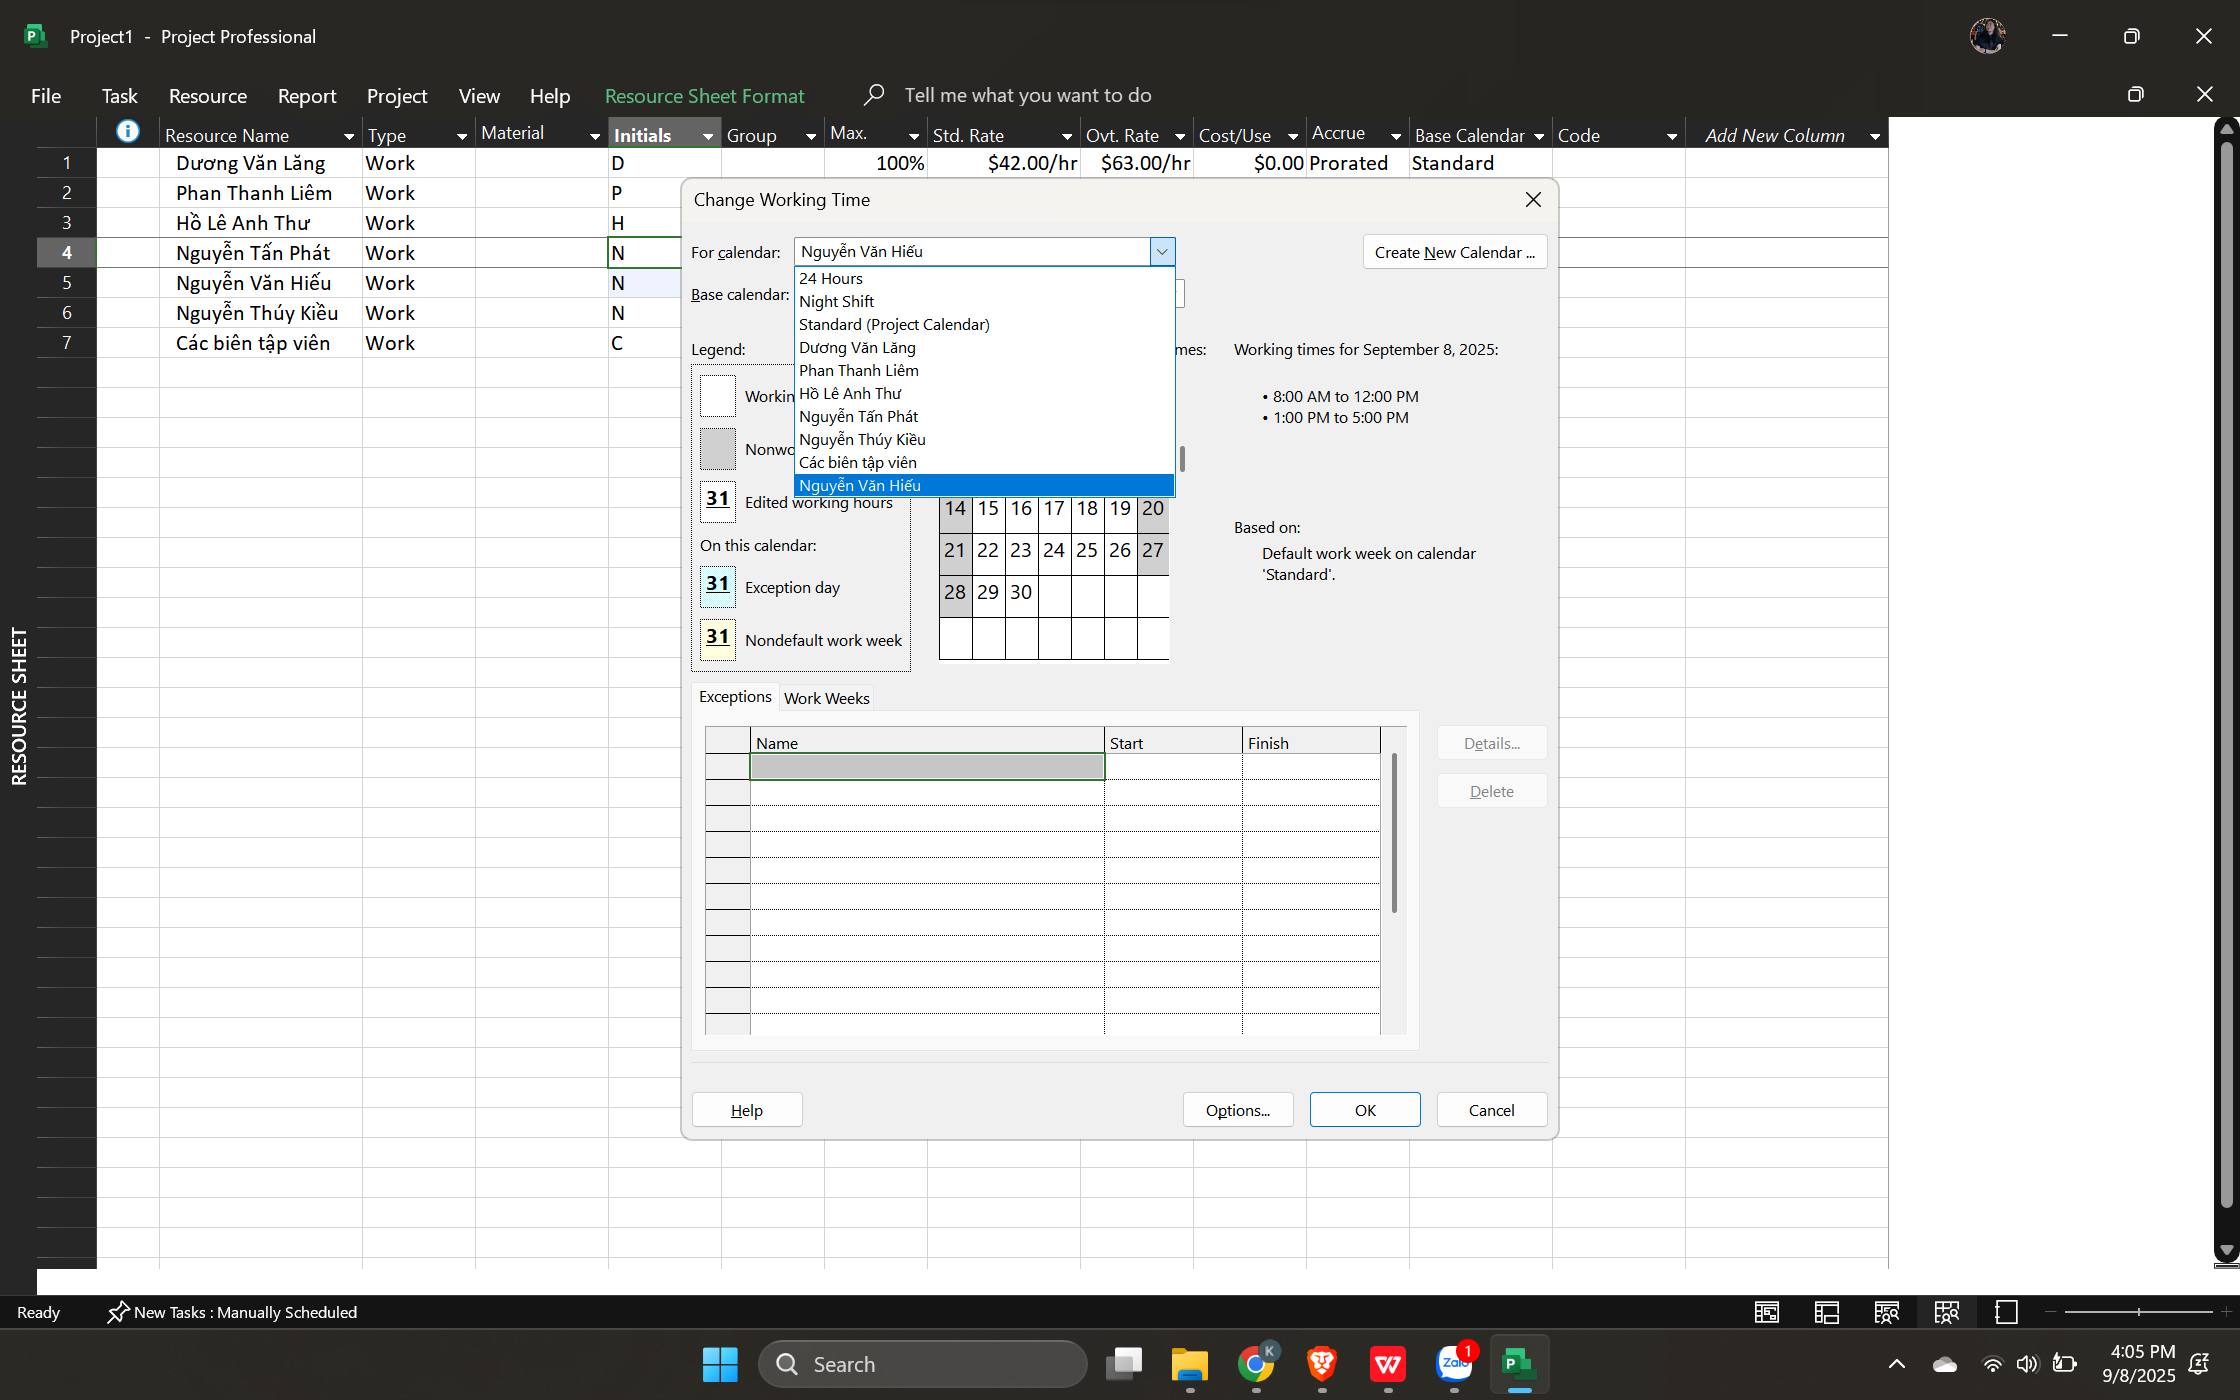 Project1 - Project Professional
File Task Resource Report Project View Help Resource Sheet Format Tell me what you want to do
Resource Name Type Material Initials Group Max. Std. Rate Ovt. Rate Cost/Use Accrue Base Calendar Code Add New Column
1 Dương Văn Lăng Work D 100% $42.00/hr $63.00/hr $0.00 Prorated Standard
2 Phan Thanh Liêm Work P
3 Hồ Lê Anh Thư Work H
4 Nguyễn Tấn Phát Work N
5 Nguyễn Văn Hiếu Work N
6 Nguyễn Thúy Kiều Work N
7 Các biên tập viên Work C
RESOURCE SHEET
Change Working Time
For calendar: Nguyễn Văn Hiếu
Create New Calendar ...
24 Hours
Night Shift
Standard (Project Calendar)
Dương Văn Lăng
Phan Thanh Liêm
Hồ Lê Anh Thư
Nguyễn Tấn Phát
Nguyễn Thúy Kiều
Các biên tập viên
Nguyễn Văn Hiếu
Base calendar:
Legend:
mes:
Working times for September 8, 2025:
Workin
• 8:00 AM to 12:00 PM
• 1:00 PM to 5:00 PM
Nonwo
31 Edited working hours
On this calendar:
31 Exception day
31 Nondefault work week
14 15 16 17 18 19 20
21 22 23 24 25 26 27
28 29 30
Based on:
Default work week on calendar
'Standard'.
Exceptions Work Weeks
Name Start Finish
Details...
Delete
Help Options... OK Cancel
Ready New Tasks : Manually Scheduled
Search
K
Zalo
1
4:05 PM
9/8/2025